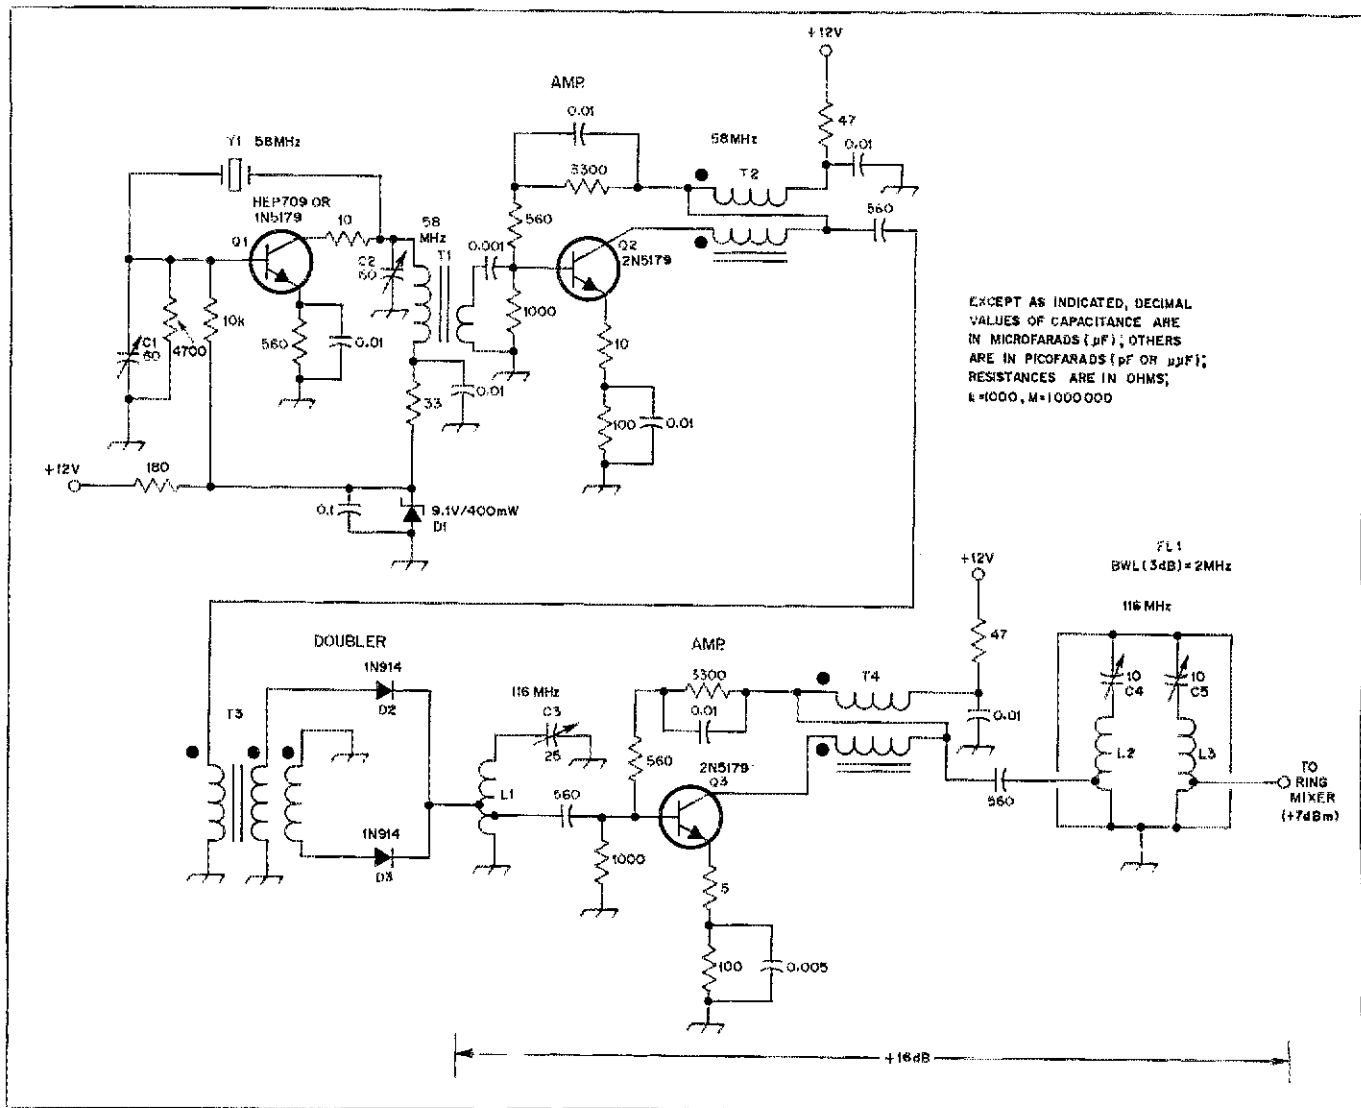 +12V
AMP.
0.01
47
Y1 58MHz
58MHz
0.01
3300
T2
HEP709 OR
1N5179
10
58
MHz
560
560
Q1
C2
60
T1
0.001
Q2
2N5179
10k
1000
C1
60
4700
560
0.01
10
33
0.01
100
0.01
EXCEPT AS INDICATED, DECIMAL
VALUES OF CAPACITANCE ARE
IN MICROFARADS (µF); OTHERS
ARE IN PICOFARADS (pF OR µµF);
RESISTANCES ARE IN OHMS;
k=1000, M=1000000
+12V
180
0.1
9.1V/400mW
D1
FL1
BWL(3dB)=2MHz
+12V
116 MHz
DOUBLER
AMP.
47
1N914
3300
T4
D2
116 MHz
0.01
10
C4
10
C5
T3
C3
25
0.01
560
L2
L3
2N5179
Q3
L1
560
560
TO
RING
MIXER
(+7dBm)
1N914
D3
1000
5
100
0.005
+16dB